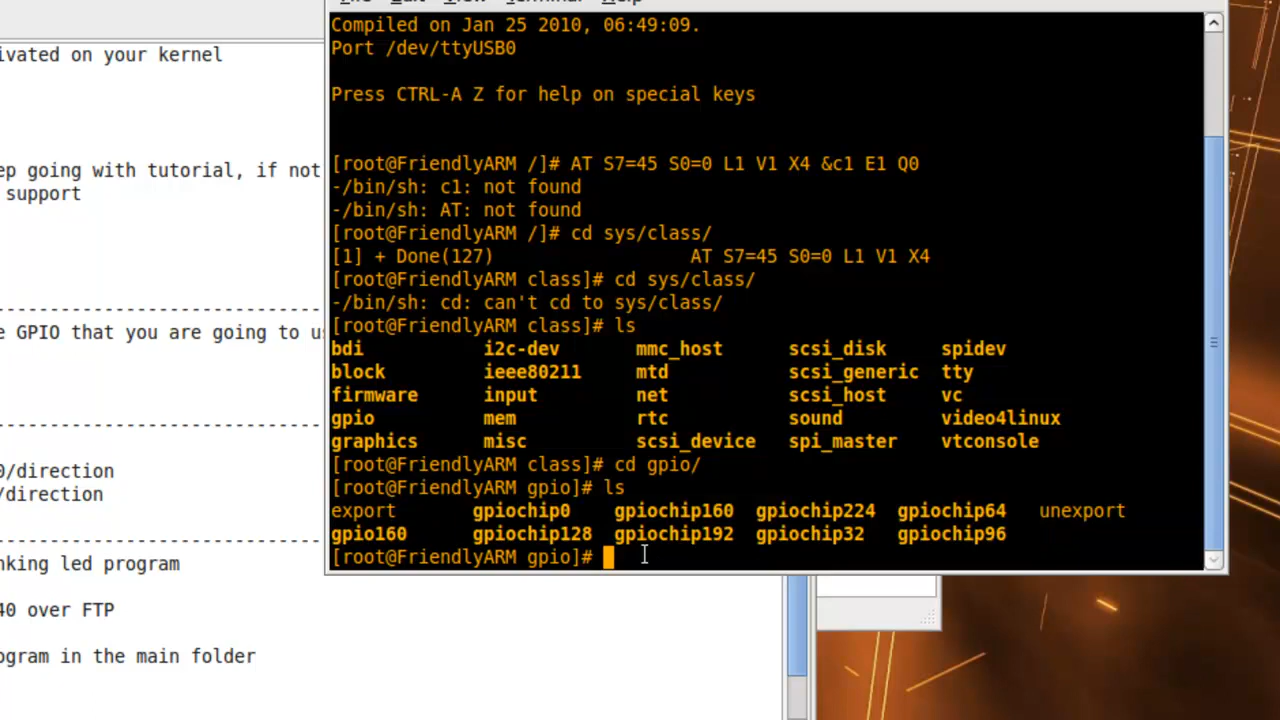 Compiled on Jan 25 2010, 06:49:09.
Port /dev/ttyUSB0
Press CTRL-A Z for help on special keys
[root@FriendlyARM /]# AT S7=45 S0=0 L1 V1 X4 &c1 E1 Q0
-/bin/sh: c1: not found
-/bin/sh: AT: not found
[root@FriendlyARM /]# cd sys/class/
[1] + Done(127)                  AT S7=45 S0=0 L1 V1 X4
[root@FriendlyARM class]# cd sys/class/
-/bin/sh: cd: can't cd to sys/class/
[root@FriendlyARM class]# ls
bdi           i2c-dev       mmc_host      scsi_disk     spidev
block         ieee80211     mtd           scsi_generic  tty
firmware      input         net           scsi_host     vc
gpio          mem           rtc           sound         video4linux
graphics      misc          scsi_device   spi_master    vtconsole
[root@FriendlyARM class]# cd gpio/
[root@FriendlyARM gpio]# ls
export       gpiochip0    gpiochip160  gpiochip224  gpiochip64   unexport
gpio160      gpiochip128  gpiochip192  gpiochip32   gpiochip96
[root@FriendlyARM gpio]#
ivated on your kernel
ep going with tutorial, if not
support
------------------------------
e GPIO that you are going to u
------------------------------
0/direction
/direction
------------------------------
nking led program
40 over FTP
ogram in the main folder